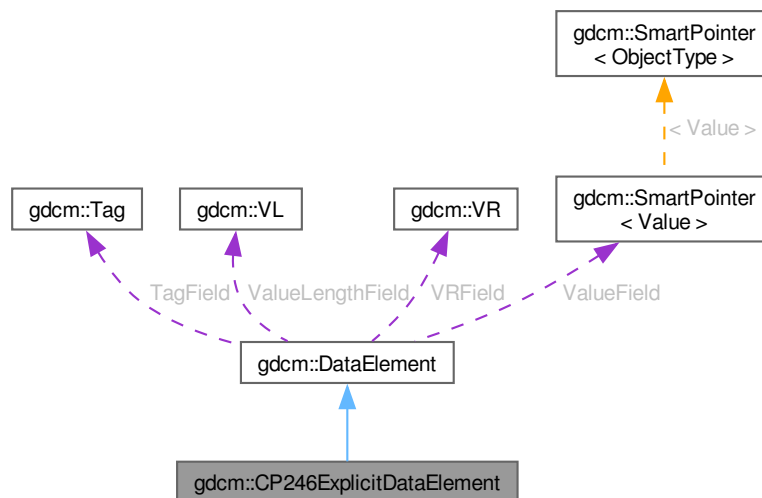 gdcm::SmartPointer
< ObjectType >
< Value >
gdcm::Tag
gdcm::VL
gdcm::VR
gdcm::SmartPointer
< Value >
TagField
ValueLengthField
VRField
ValueField
gdcm::DataElement
gdcm::CP246ExplicitDataElement